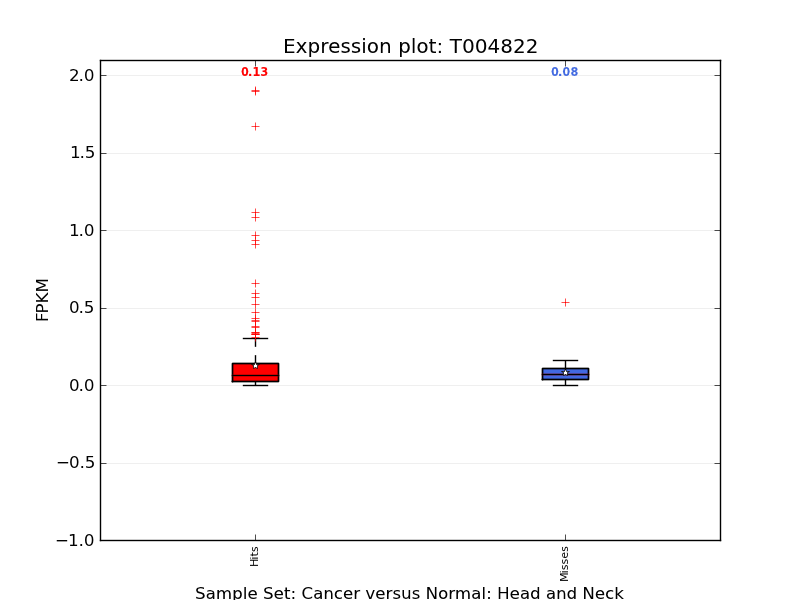 Expression plot: T004822
0.13 0.08
2.0
1.5
1.0
0.5
0.0
−0.5
−1.0
FPKM
Hits Misses
Sample Set: Cancer versus Normal: Head and Neck